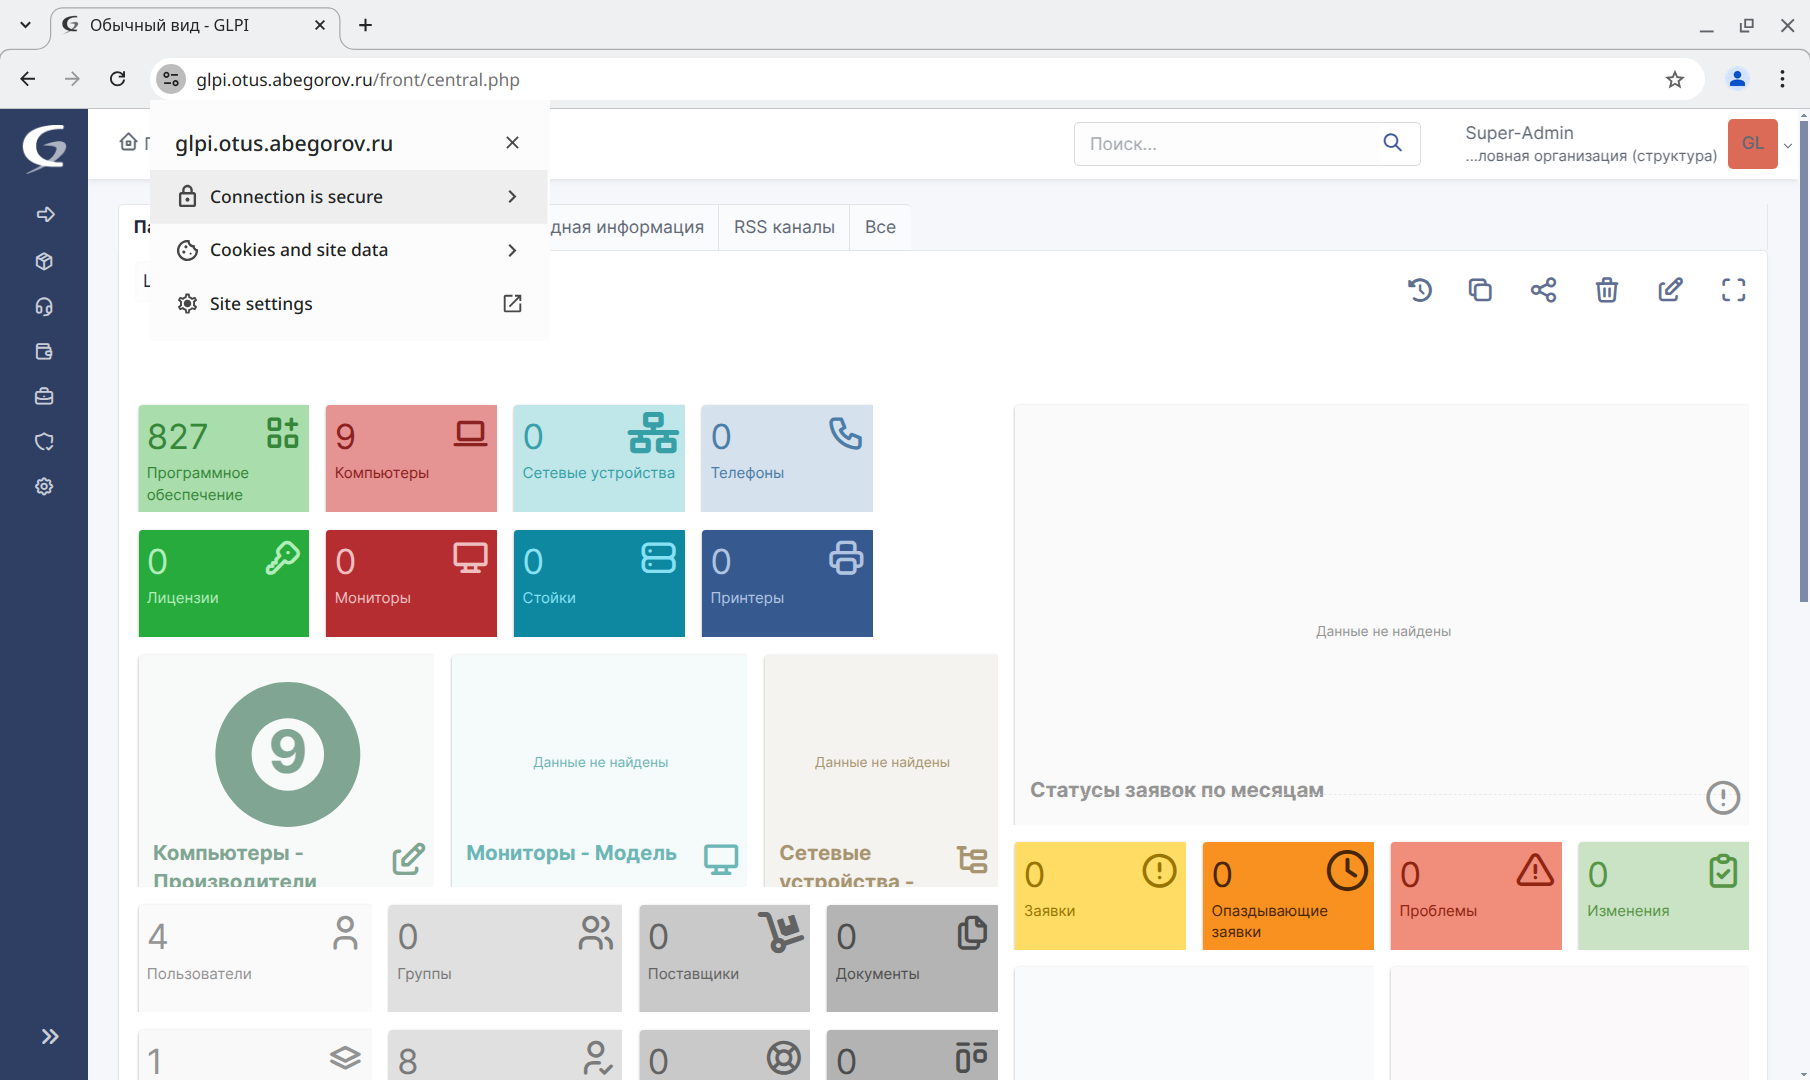 Обычный вид - GLPI
glpi.otus.abegorov.ru/front/central.php
glpi.otus.abegorov.ru
Connection is secure
Cookies and site data
Site settings
Поиск...
Super-Admin
...ловная организация (структура)
GL
дная информация
RSS каналы
Все
827
Программное
обеспечение
9
Компьютеры
0
Сетевые устройства
0
Телефоны
0
Лицензии
0
Мониторы
0
Стойки
0
Принтеры
Данные не найдены
Статусы заявок по месяцам
9
Компьютеры -
Производители
Данные не найдены
Мониторы - Модель
Данные не найдены
Сетевые
устройства -
0
Заявки
0
Опаздывающие
заявки
0
Проблемы
0
Изменения
4
Пользователи
0
Группы
0
Поставщики
0
Документы
1
8
0
0